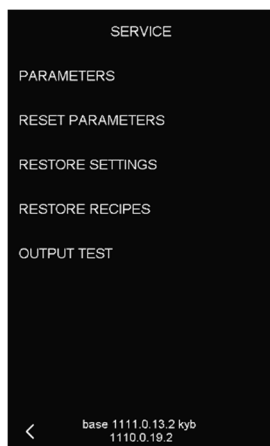 SERVICE
PARAMETERS
RESET PARAMETERS
RESTORE SETTINGS
RESTORE RECIPES
OUTPUT TEST
base 1111.0.13.2 kyb
1110.0.19.2